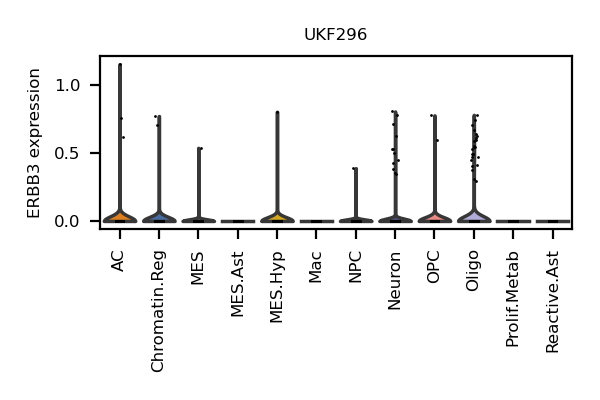 UKF296
ERBB3 expression
1.0
0.5
0.0
AC
Chromatin.Reg
MES
MES.Ast
MES.Hyp
Mac
NPC
Neuron
OPC
Oligo
Prolif.Metab
Reactive.Ast